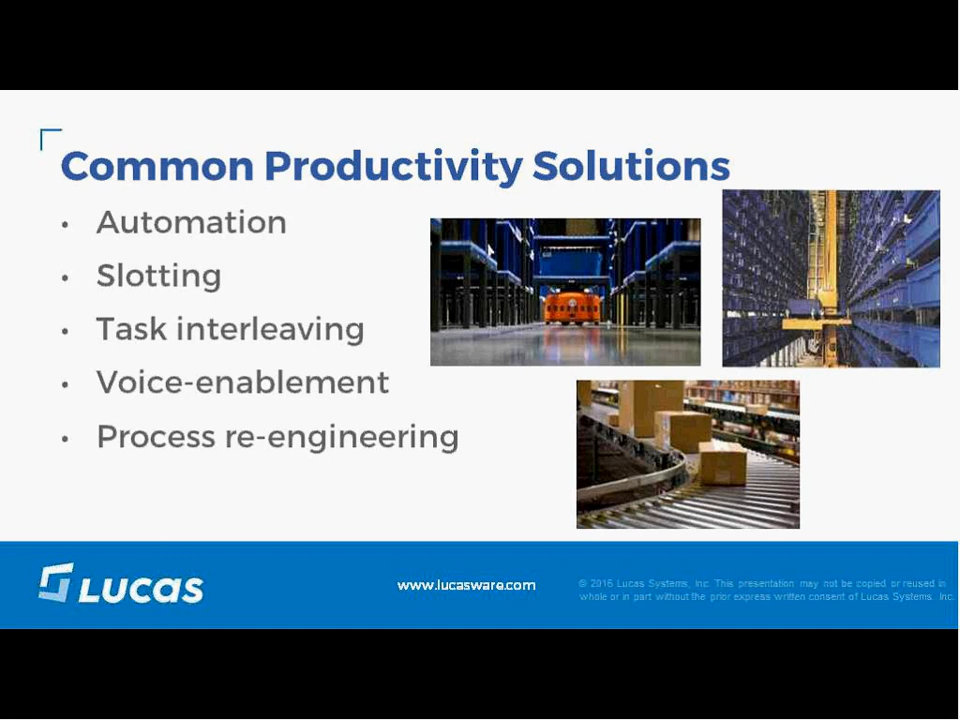 Common Productivity Solutions
• Automation
• Slotting
• Task interleaving
• Voice-enablement
• Process re-engineering
LUCAS
www.lucasware.com
© 2016 Lucas Systems, Inc. This presentation may not be copied or reused in
whole or in part without the prior express written consent of Lucas Systems, Inc.